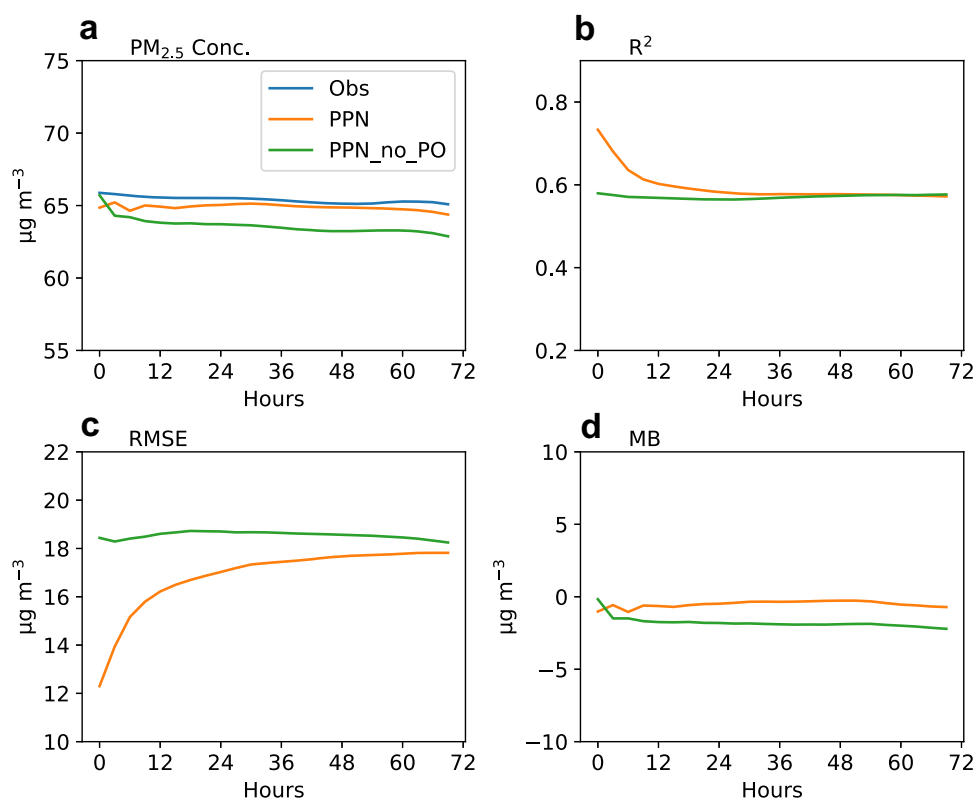 a
PM2.5 Conc.
75
70
65
60
55
μg m−3
Obs
PPN
PPN_no_PO
0 12 24 36 48 60 72
Hours
b
R2
0.8
0.6
0.4
0.2
0 12 24 36 48 60 72
Hours
c
RMSE
22
20
18
16
14
12
10
μg m−3
0 12 24 36 48 60 72
Hours
d
MB
10
5
0
−5
−10
μg m−3
0 12 24 36 48 60 72
Hours